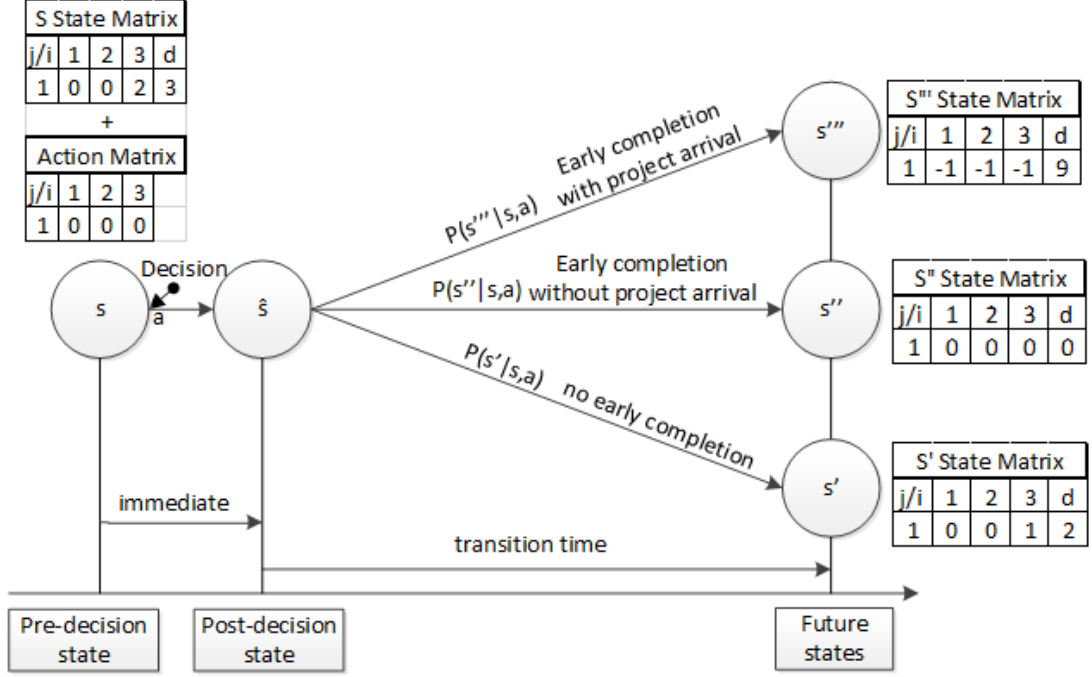 S State Matrix
j/i 1 2 3 d
1 0 0 2 3
+
Action Matrix
j/i 1 2 3
1 0 0 0
Decision
s
a
ŝ
Early completion
P(s'''|s,a) with project arrival
Early completion
P(s''|s,a) without project arrival
P(s'|s,a) no early completion
s'''
S''' State Matrix
j/i 1 2 3 d
1 -1 -1 -1 9
s''
S'' State Matrix
j/i 1 2 3 d
1 0 0 0 0
s'
S' State Matrix
j/i 1 2 3 d
1 0 0 1 2
immediate
transition time
Pre-decision
state
Post-decision
state
Future
states